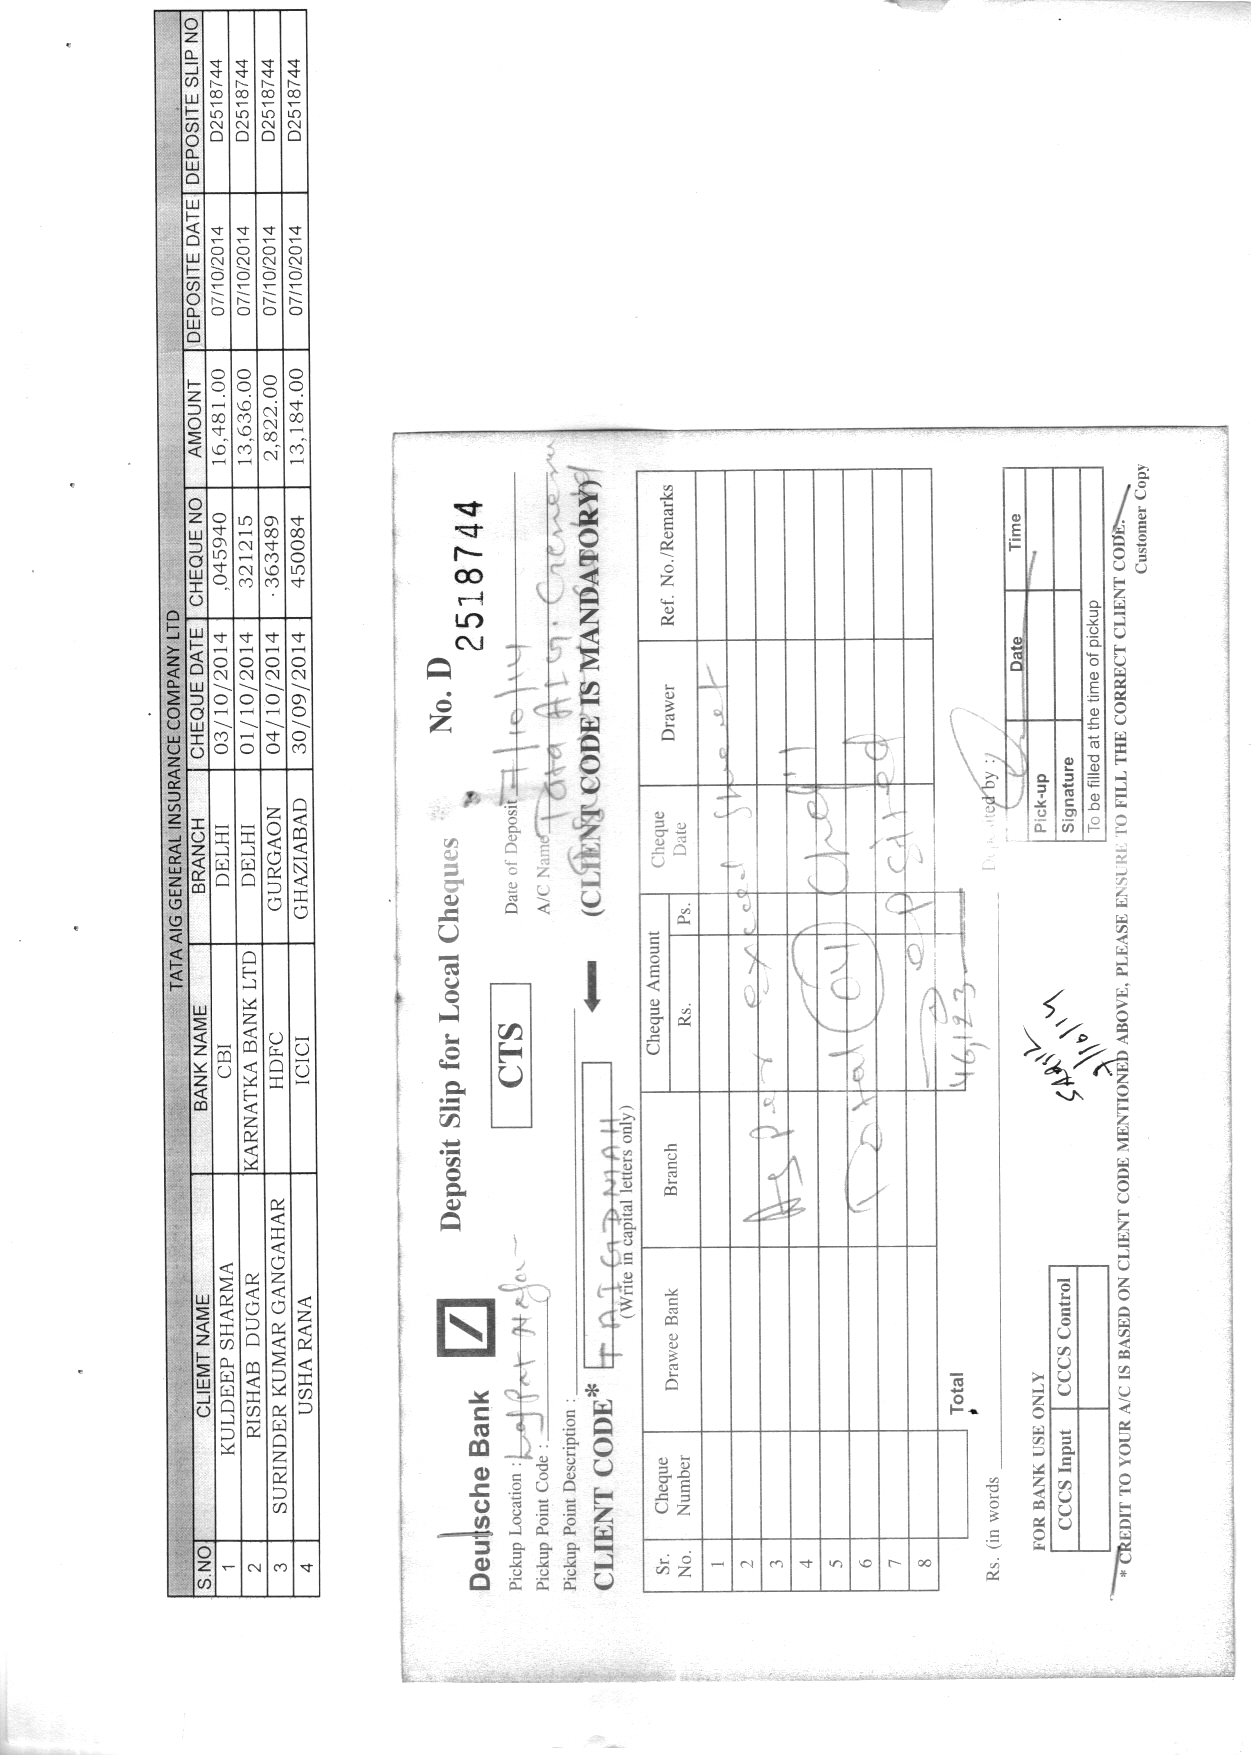 TATA AIG GENERAL INSURANCE COMPANY LTD
S.NO CLIEMT NAME BANK NAME BRANCH CHEQUE DATE CHEQUE NO AMOUNT DEPOSITE DATE DEPOSITE SLIP NO
1 KULDEEP SHARMA CBI DELHI 03/10/2014 ,045940 16,481.00 07/10/2014 D2518744
2 RISHAB DUGAR KARNATKA BANK LTD DELHI 01/10/2014 321215 13,636.00 07/10/2014 D2518744
3 SURINDER KUMAR GANGAHAR HDFC GURGAON 04/10/2014 ·363489 2,822.00 07/10/2014 D2518744
4 USHA RANA ICICI GHAZIABAD 30/09/2014 450084 13,184.00 07/10/2014 D2518744
Deutsche Bank Deposit Slip for Local Cheques No. D 2518744
Pickup Location : Lajpat Nagar CTS Date of Deposit 7/10/14
Pickup Point Code : A/C Name Tata AIG. General
Pickup Point Description :
CLIENT CODE* TAIGDMAH (CLIENT CODE IS MANDATORY)
(Write in capital letters only)
Sr. No. Cheque Number Drawee Bank Branch Cheque Amount Rs. Ps. Cheque Date Drawer Ref. No./Remarks
1
2
3
4
5
6
7
8
As per excel sheet
Total 04 Chq's
Deposited
Total 46,123
Rs. (in words Deposited by :
FOR BANK USE ONLY
CCCS Input CCCS Control
7/10/14
Date Time
Pick-up
Signature
To be filled at the time of pickup
* CREDIT TO YOUR A/C IS BASED ON CLIENT CODE MENTIONED ABOVE, PLEASE ENSURE TO FILL THE CORRECT CLIENT CODE.
Customer Copy